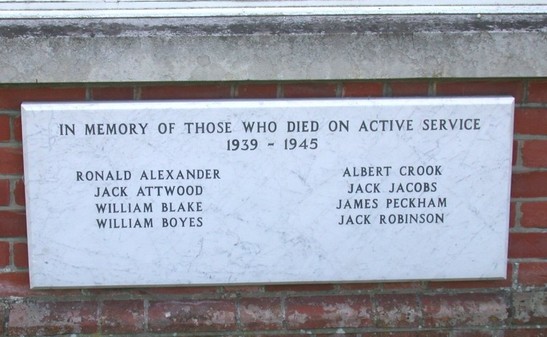 IN MEMORY OF THOSE WHO DIED ON ACTIVE SERVICE
1939 - 1945
RONALD ALEXANDER
JACK ATTWOOD
WILLIAM BLAKE
WILLIAM BOYES
ALBERT CROOK
JACK JACOBS
JAMES PECKHAM
JACK ROBINSON